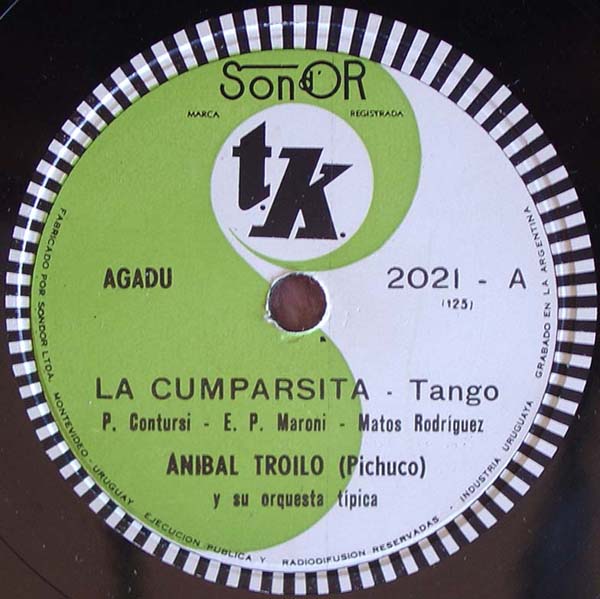 SonDOR
MARCA REGISTRADA
t.k.
AGADU
2021 - A
(125)
LA CUMPARSITA - Tango
P. Contursi - E. P. Maroni - Matos Rodríguez
ANIBAL TROILO (Pichuco)
y su orquesta típica
FABRICADO POR SONDOR LTDA. MONTEVIDEO - URUGUAY
EJECUCION PUBLICA Y RADIODIFUSION RESERVADAS - INDUSTRIA URUGUAYA
GRABADO EN LA ARGENTINA